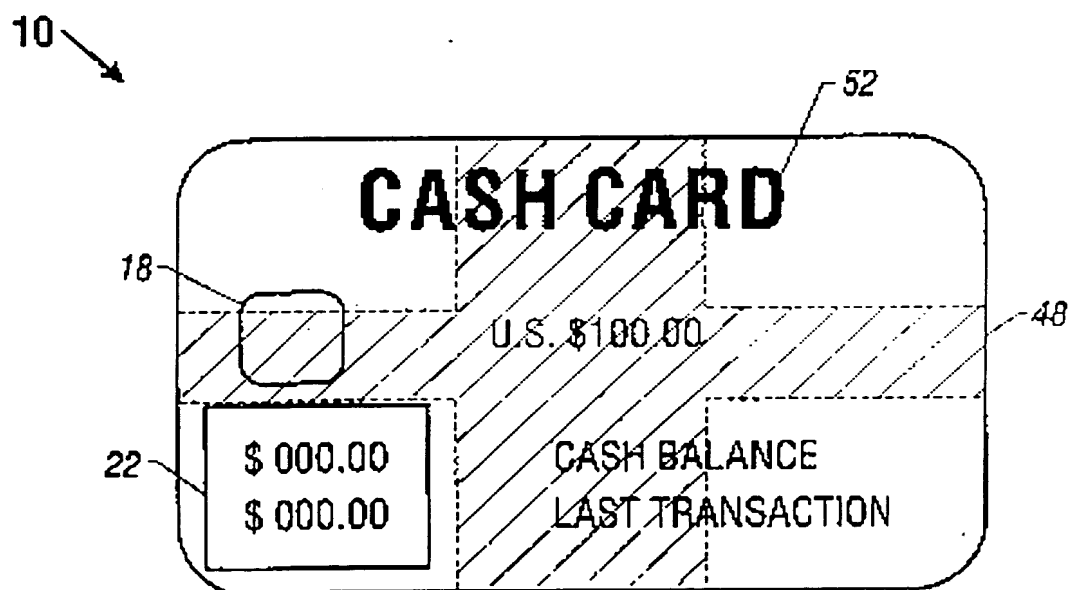 10
52
CASH CARD
18
U.S. $100.00
48
22
$ 000.00 CASH BALANCE
$ 000.00 LAST TRANSACTION